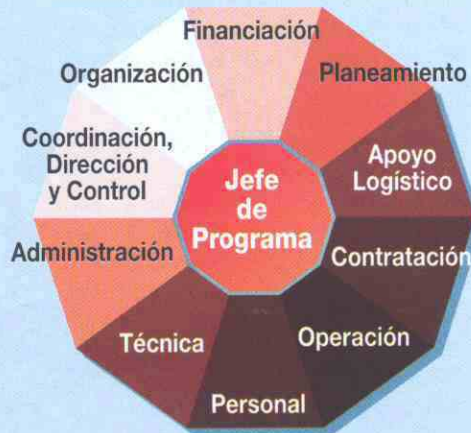 Financiación
Planeamiento
Apoyo
Logístico
Contratación
Operación
Personal
Técnica
Administración
Coordinación,
Dirección
y Control
Organización
Jefe
de
Programa